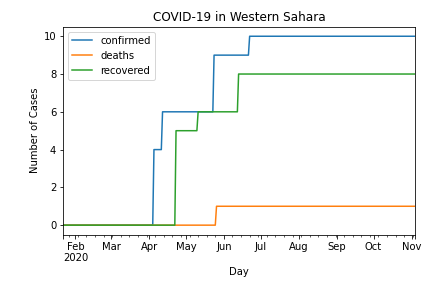 COVID-19 in Western Sahara
confirmed
deaths
recovered
Number of Cases
10
8
6
4
2
0
Feb Mar Apr May Jun Jul Aug Sep Oct Nov
2020
Day